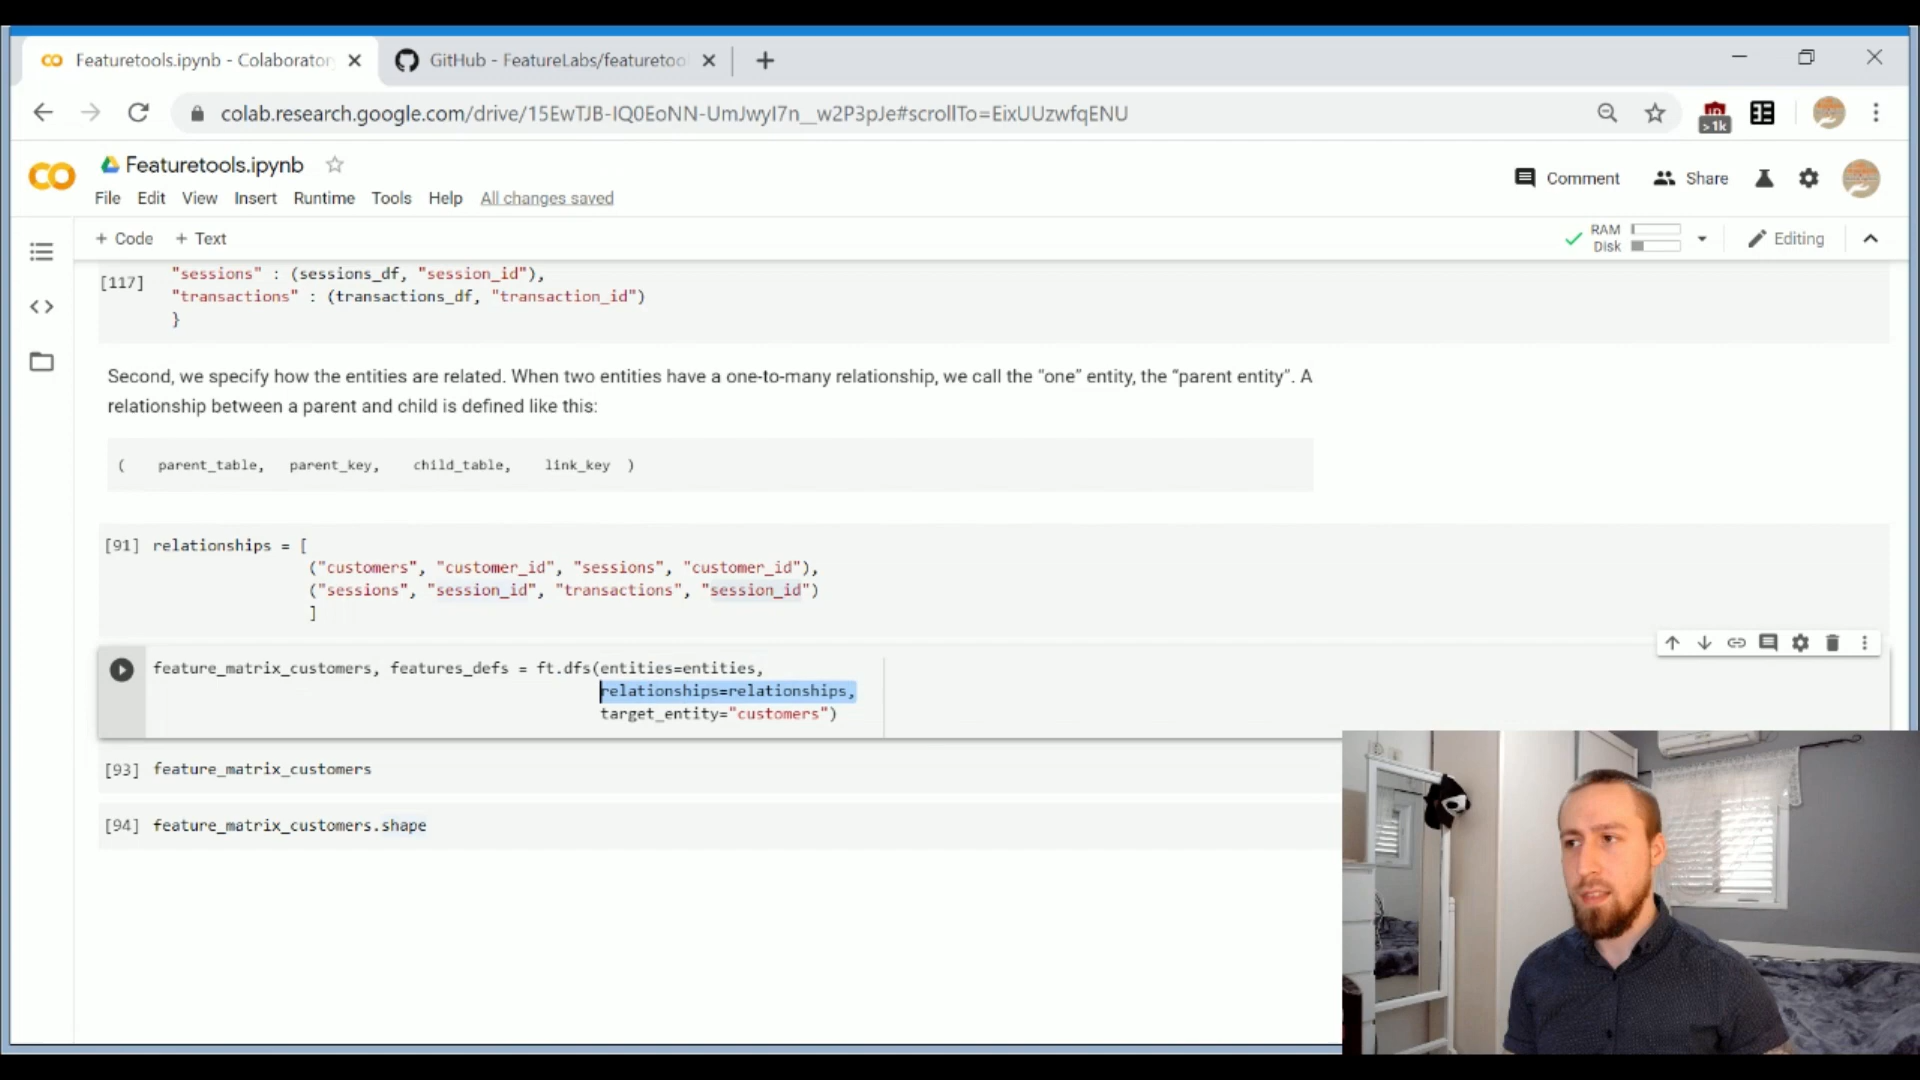 Featuretools.ipynb - Colaborator
GitHub - FeatureLabs/featuretoo
colab.research.google.com/drive/15EwTJB-IQ0EoNN-UmJwyI7n__w2P3pJe#scrollTo=EixUUzwfqENU
>1k
Featuretools.ipynb
File Edit View Insert Runtime Tools Help All changes saved
Comment Share
+ Code + Text
RAM
Disk
Editing
[117]
"sessions" : (sessions_df, "session_id"),
"transactions" : (transactions_df, "transaction_id")
}
Second, we specify how the entities are related. When two entities have a one-to-many relationship, we call the “one” entity, the “parent entity”. A
relationship between a parent and child is defined like this:
( parent_table, parent_key, child_table, link_key )
[91] relationships = [
("customers", "customer_id", "sessions", "customer_id"),
("sessions", "session_id", "transactions", "session_id")
]
feature_matrix_customers, features_defs = ft.dfs(entities=entities,
relationships=relationships,
target_entity="customers")
[93] feature_matrix_customers
[94] feature_matrix_customers.shape